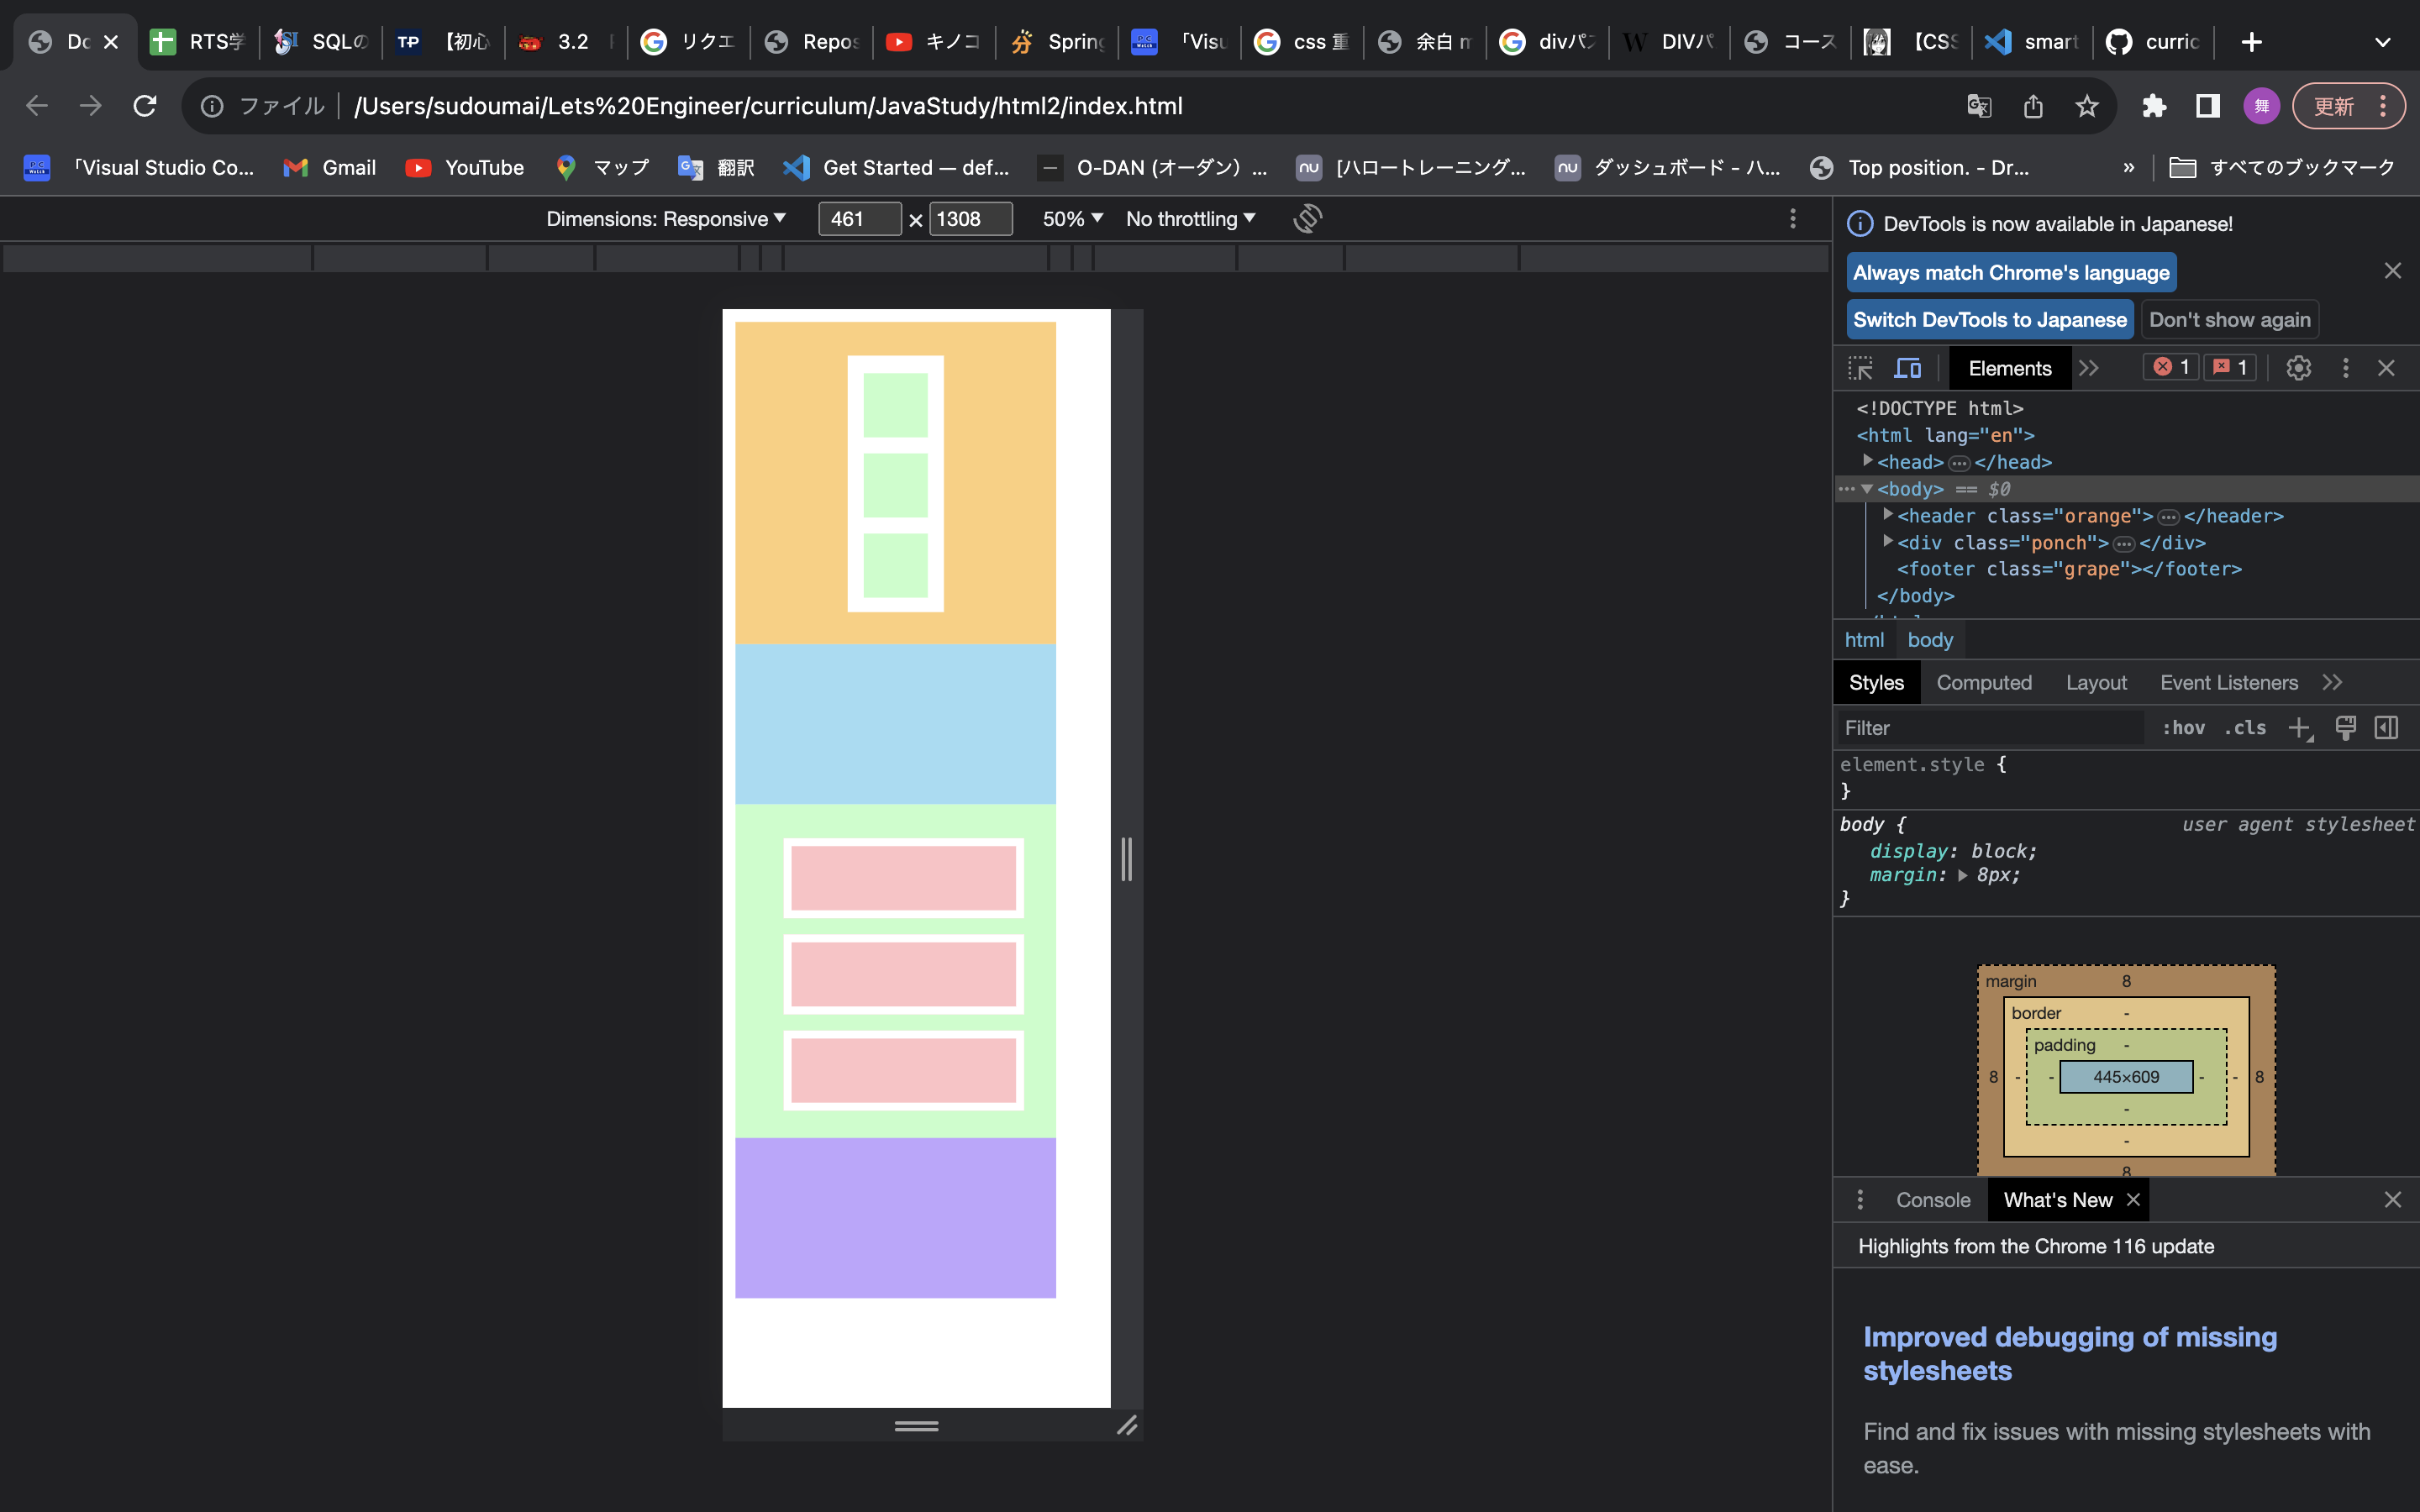 Dc
RTS学
SQLの
TP 【初心
3.2
リクエ
Repos
キノコ
Spring
「Visu
css 重
余白 m
divパズ
W DIVパ
コース
【CSS
smart
curric
ファイル /Users/sudoumai/Lets%20Engineer/curriculum/JavaStudy/html2/index.html
舞
更新
「Visual Studio Co...
Gmail
YouTube
マップ
翻訳
Get Started — def...
O-DAN (オーダン) ...
nu [ハロートレーニング...
nu ダッシュボード - ハ...
Top position. - Dr...
»
すべてのブックマーク
Dimensions: Responsive ▼ 461 × 1308 50% ▼ No throttling ▼
DevTools is now available in Japanese!
Always match Chrome's language
Switch DevTools to Japanese Don't show again
Elements 1 1
<!DOCTYPE html>
<html lang="en">
<head>…</head>
<body> == $0
<header class="orange">…</header>
<div class="ponch">…</div>
<footer class="grape"></footer>
</body>
html body
Styles Computed Layout Event Listeners
Filter :hov .cls
element.style {
}
body { user agent stylesheet
display: block;
margin: 8px;
}
margin 8
border -
padding -
8 - - 445×609 - - 8
-
-
8
Console What's New
Highlights from the Chrome 116 update
Improved debugging of missing
stylesheets
Find and fix issues with missing stylesheets with
ease.